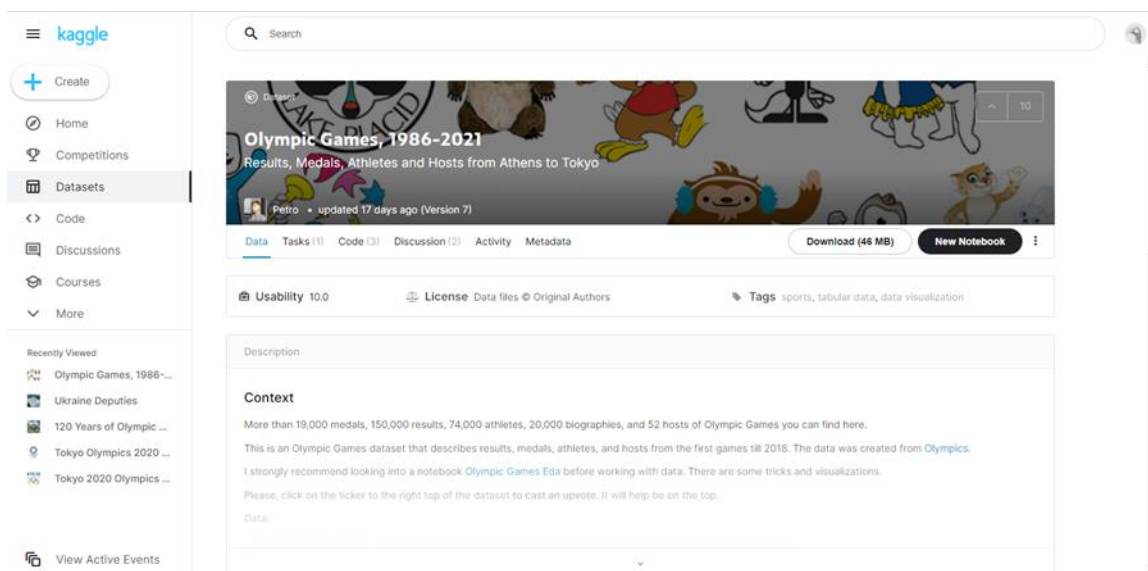 kaggle
Search
Create
Home
Competitions
Datasets
Code
Discussions
Courses
More
Recently Viewed
Olympic Games, 1986-...
Ukraine Deputies
120 Years of Olympic ...
Tokyo Olympics 2020 ...
Tokyo 2020 Olympics ...
View Active Events
LAKE PLACID
Dataset
10
Olympic Games, 1986-2021
Results, Medals, Athletes and Hosts from Athens to Tokyo
Petro • updated 17 days ago (Version 7)
Data Tasks (1) Code (3) Discussion (2) Activity Metadata Download (46 MB) New Notebook
Usability 10.0 License Data files © Original Authors Tags sports, tabular data, data visualization
Description
Context
More than 19,000 medals, 150,000 results, 74,000 athletes, 20,000 biographies, and 52 hosts of Olympic Games you can find here.
This is an Olympic Games dataset that describes results, medals, athletes, and hosts from the first games till 2018. The data was created from Olympics.
I strongly recommend looking into a notebook Olympic Games Eda before working with data. There are some tricks and visualizations.
Please, click on the ticker to the right top of the dataset to cast an upvote. It will help be on the top.
Data: